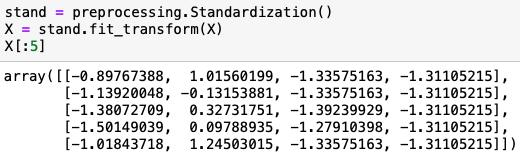 stand = preprocessing.Standardization()
X = stand.fit_transform(X)
X[:5]
array([[-0.89767388,  1.01560199, -1.33575163, -1.31105215],
       [-1.13920048, -0.13153881, -1.33575163, -1.31105215],
       [-1.38072709,  0.32731751, -1.39239929, -1.31105215],
       [-1.50149039,  0.09788935, -1.27910398, -1.31105215],
       [-1.01843718,  1.24503015, -1.33575163, -1.31105215]])